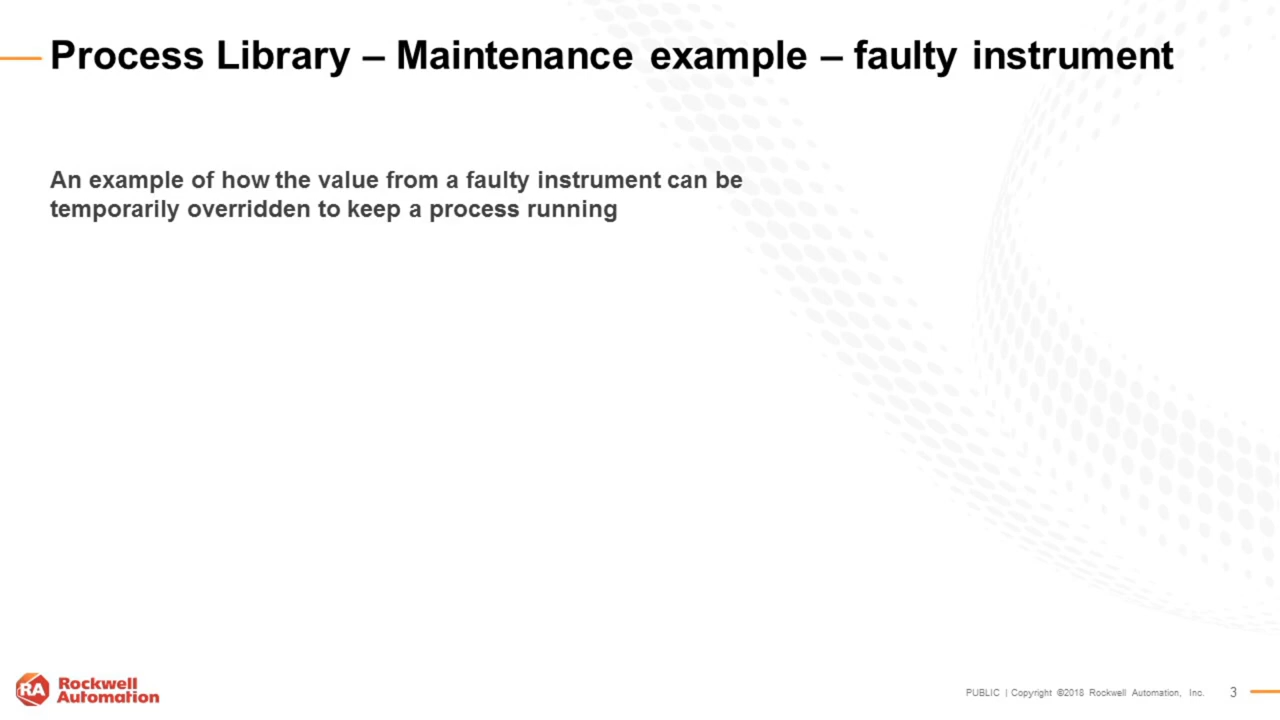 Process Library – Maintenance example – faulty instrument
An example of how the value from a faulty instrument can be
temporarily overridden to keep a process running
RA
Rockwell
Automation
PUBLIC | Copyright ©2018 Rockwell Automation, Inc.
3